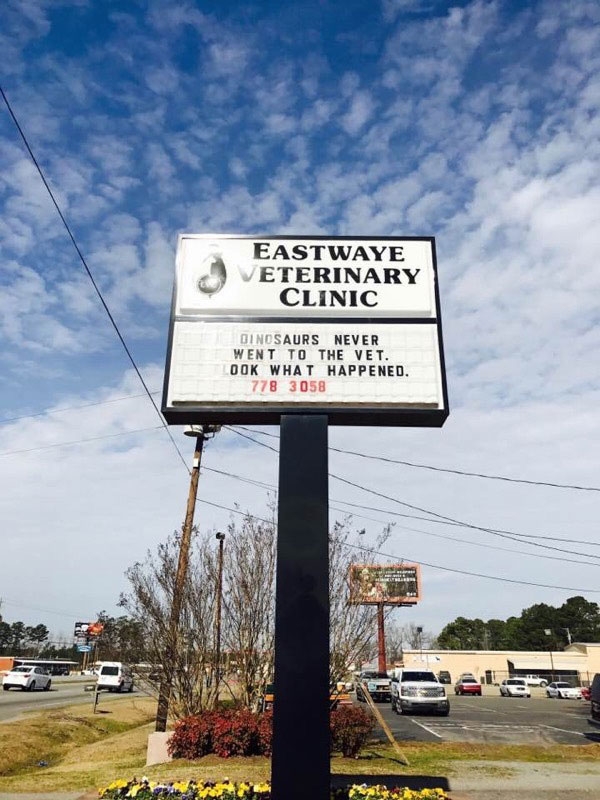 EASTWAYE
VETERINARY
CLINIC
DINOSAURS NEVER
WENT TO THE VET.
LOOK WHAT HAPPENED.
778 3058